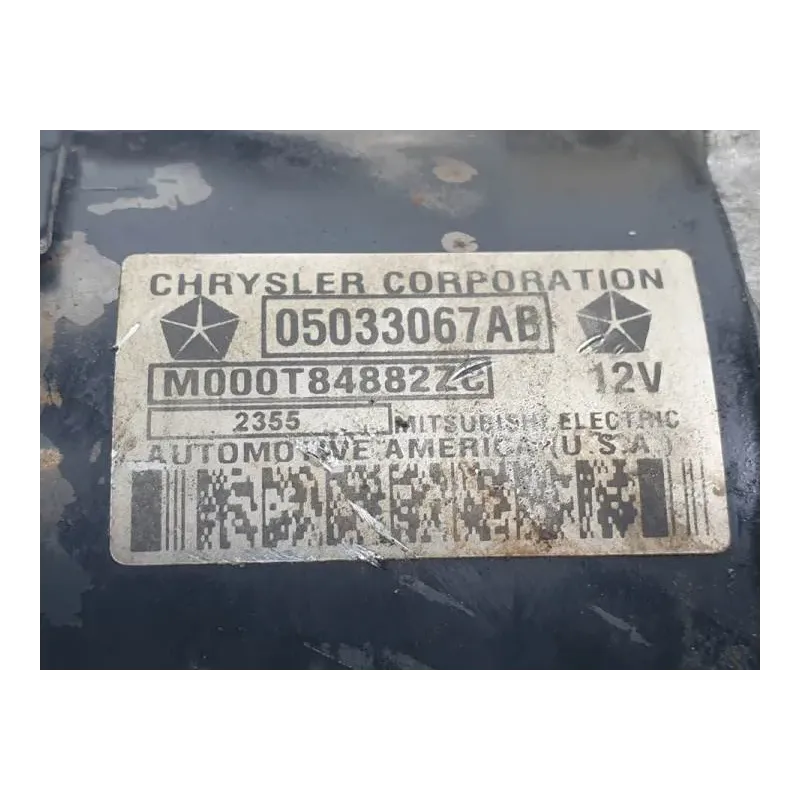 CHRYSLER CORPORATION
05033067AB
M000T84882ZC 12V
2355 MITSUBISHI ELECTRIC
AUTOMOTIVE AMERICA (U.S.A.)